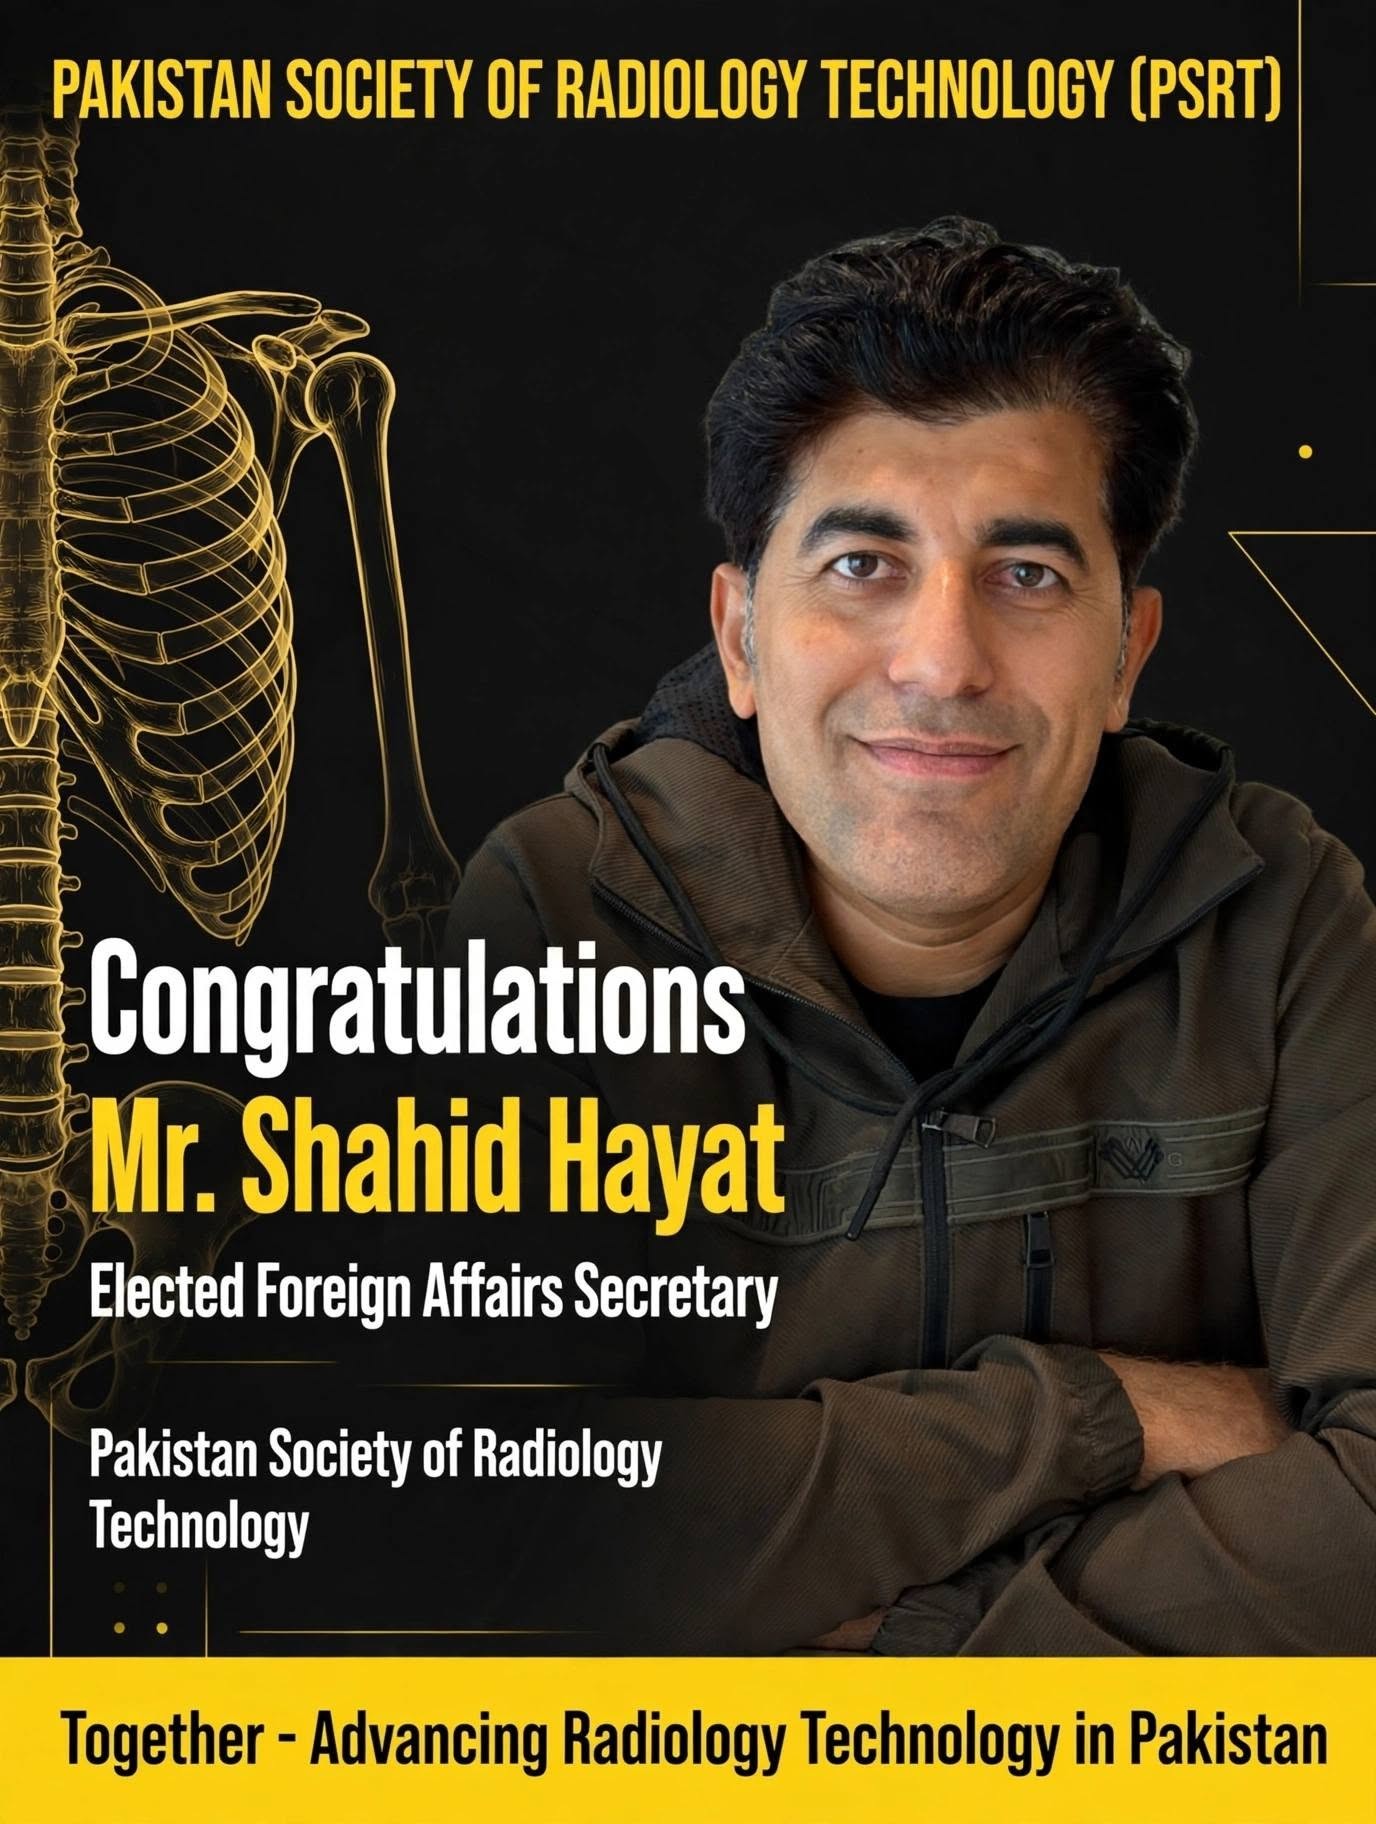 PAKISTAN SOCIETY OF RADIOLOGY TECHNOLOGY (PSRT)
Congratulations
Mr. Shahid Hayat
Elected Foreign Affairs Secretary
Pakistan Society of Radiology
Technology
Together - Advancing Radiology Technology in Pakistan